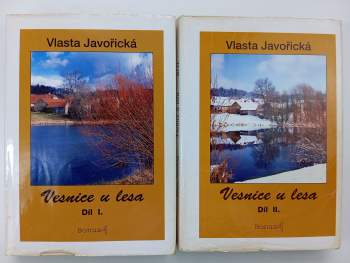 Vlasta Javořická
Vesnice u lesa
Díl I.
Vlasta Javořická
Vesnice u lesa
Díl II.